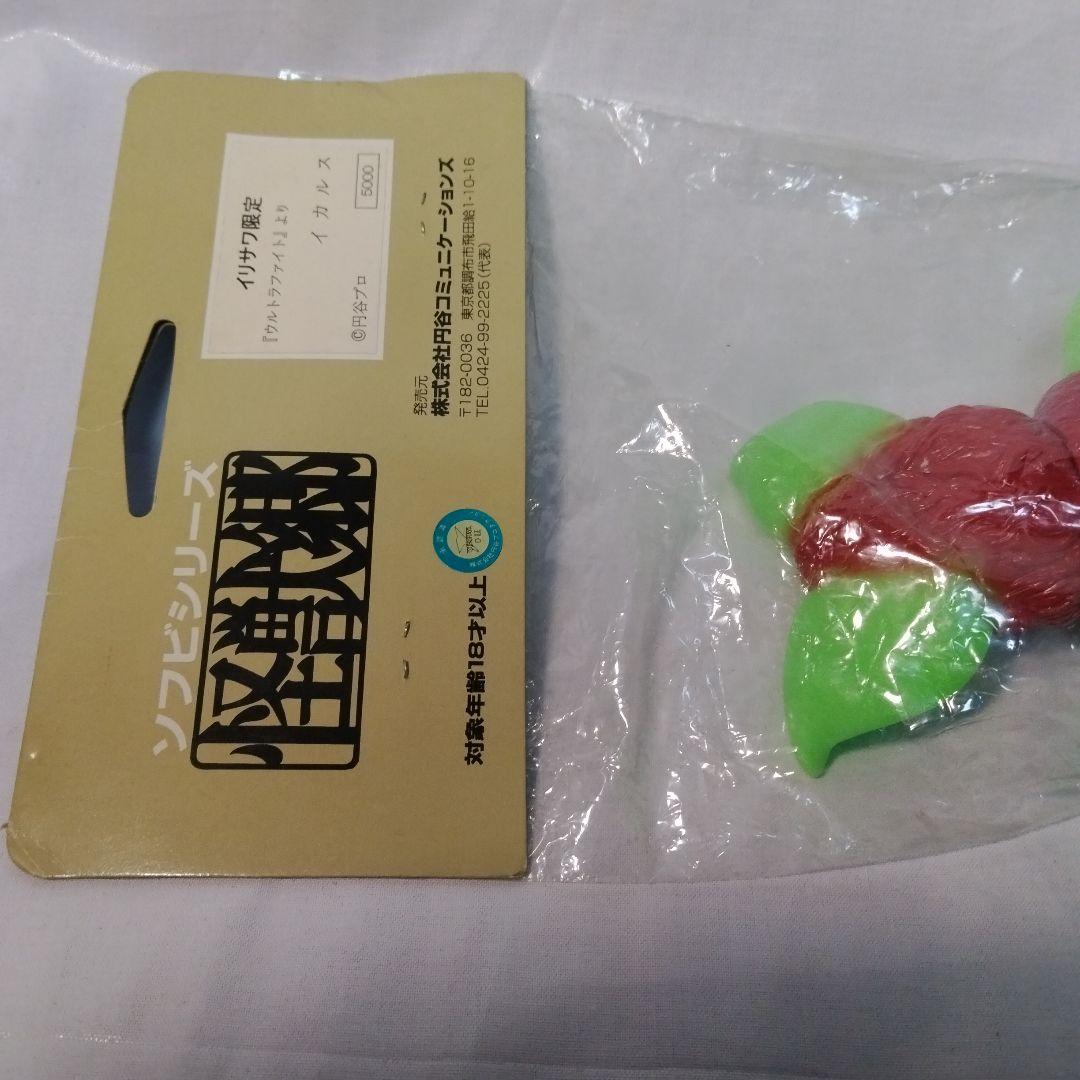 ソフビシリーズ
怪獣郷
対象年齢18才以上
イリサワ限定
『ウルトラファイト』より
イカルス
©円谷プロ
5000
発売元
株式会社円谷コミュニケーションズ
〒182-0036 東京都調布市飛田給1-10-16
TEL.0424-99-2225(代表)